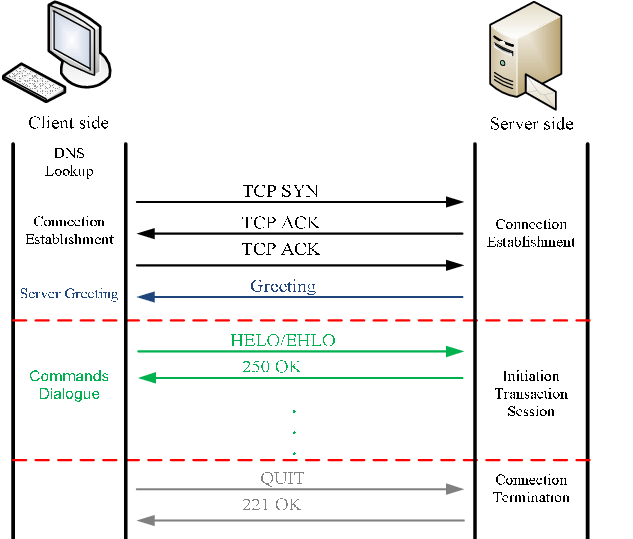 Client side
Server side
DNS
Lookup
TCP SYN
Connection
Establishment
TCP ACK
Connection
Establishment
TCP ACK
Server Greeting
Greeting
HELO/EHLO
250 OK
Commands
Dialogue
Initiation
Transaction
Session
QUIT
Connection
Termination
221 OK